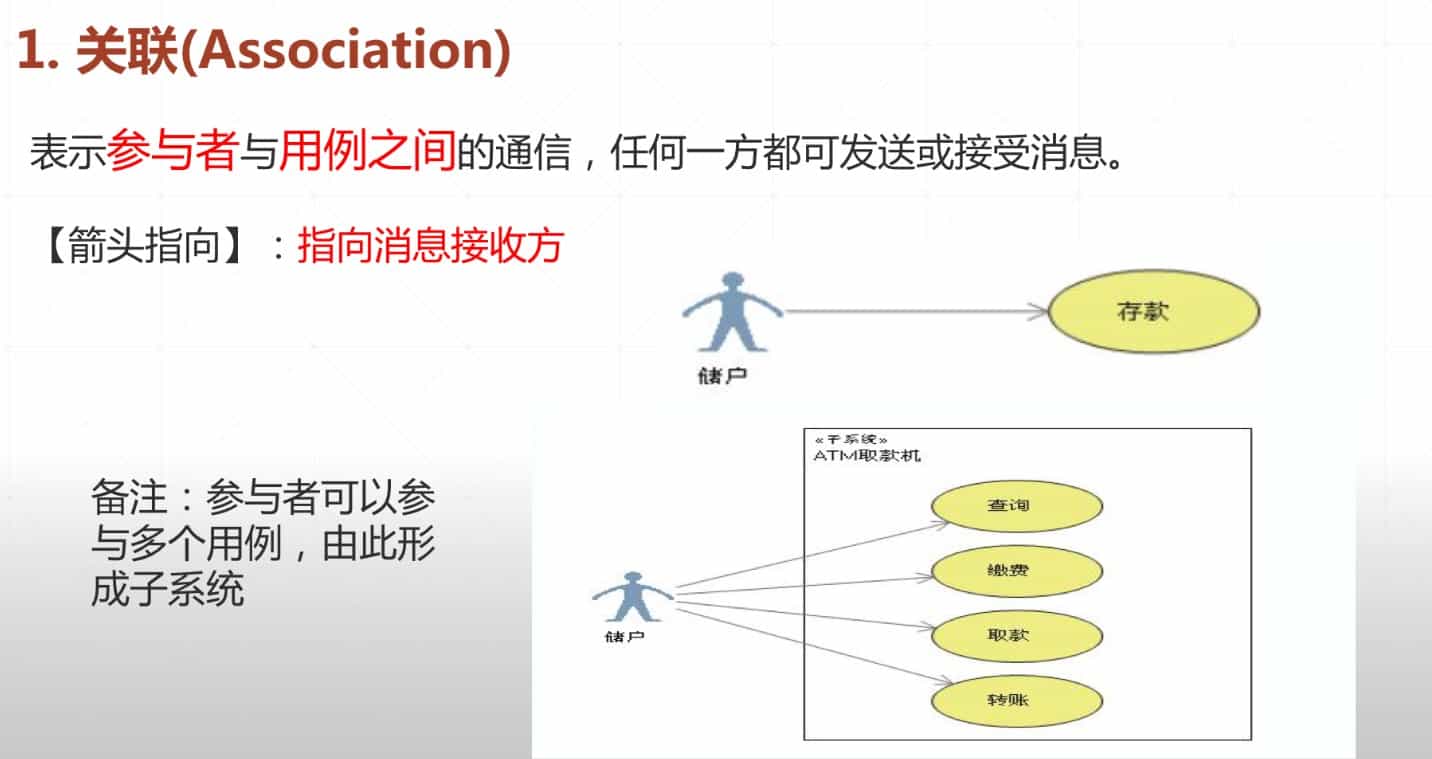 1. 关联(Association)
表示参与者与用例之间的通信，任何一方都可发送或接受消息。
【箭头指向】：指向消息接收方
存款
储户
备注：参与者可以参
与多个用例，由此形
成子系统
«子系统»
ATM取款机
查询
缴费
取款
转账
储户